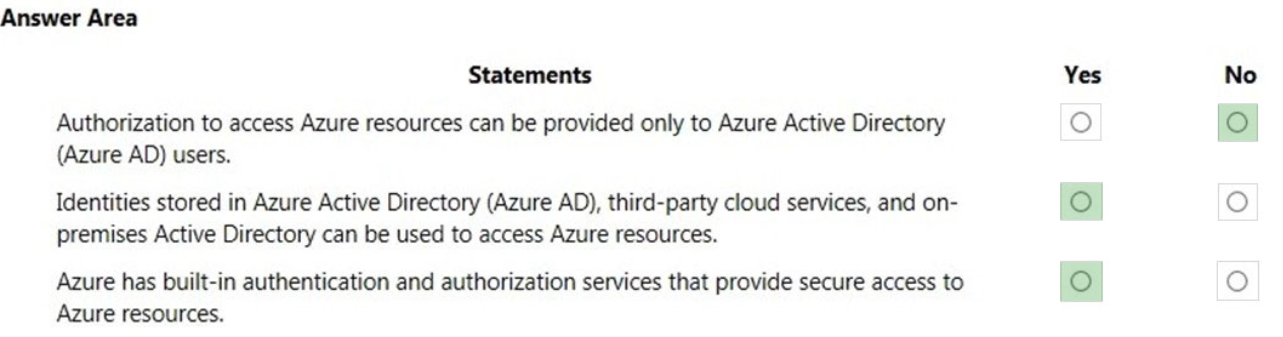 Answer Area
Statements Yes No
Authorization to access Azure resources can be provided only to Azure Active Directory
(Azure AD) users.
Identities stored in Azure Active Directory (Azure AD), third-party cloud services, and on-
premises Active Directory can be used to access Azure resources.
Azure has built-in authentication and authorization services that provide secure access to
Azure resources.